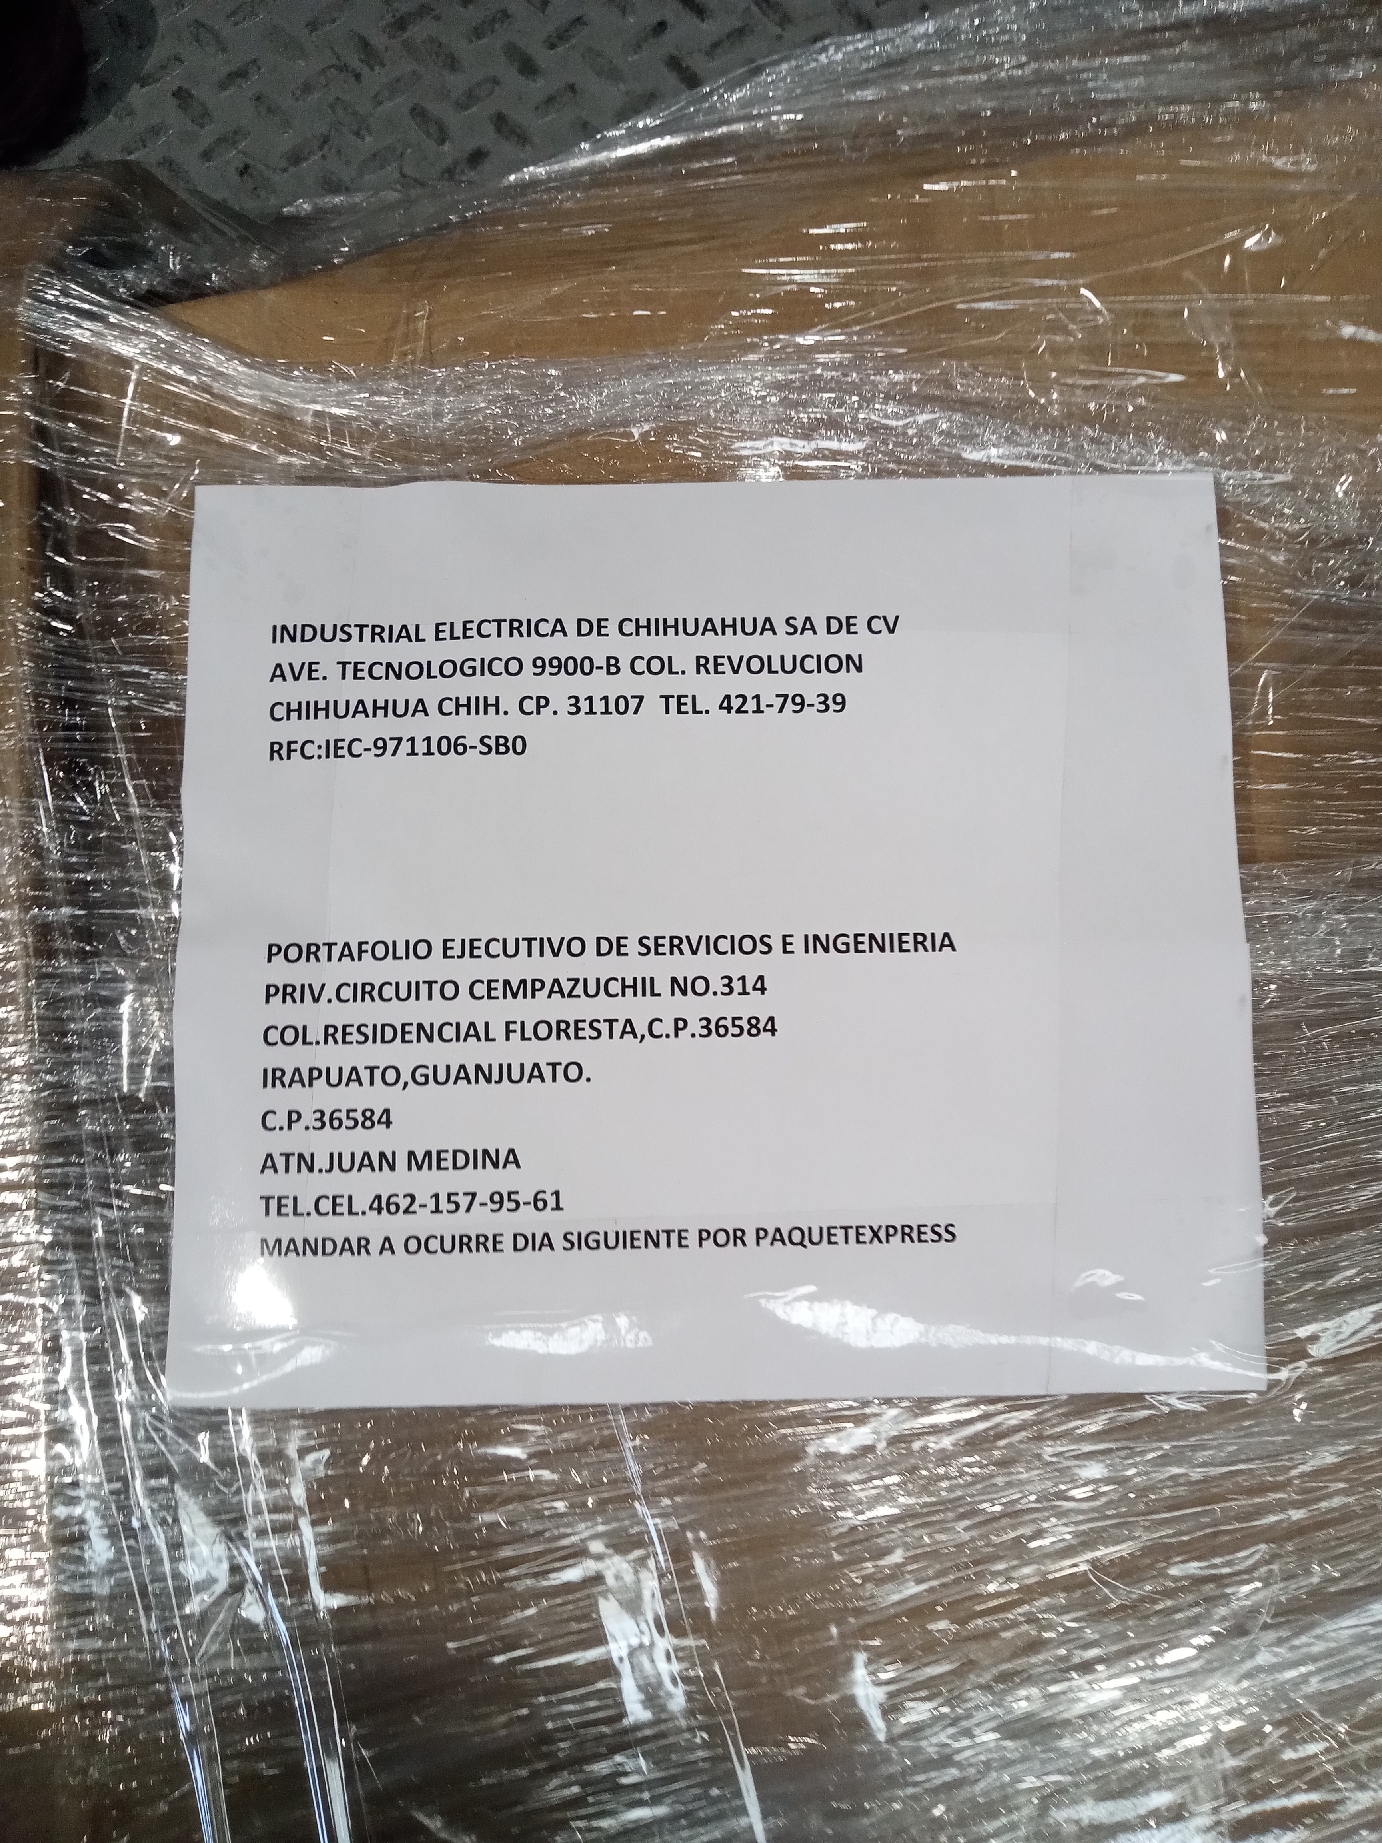 INDUSTRIAL ELECTRICA DE CHIHUAHUA SA DE CV
AVE. TECNOLOGICO 9900-B COL. REVOLUCION
CHIHUAHUA CHIH. CP. 31107 TEL. 421-79-39
RFC:IEC-971106-SB0
PORTAFOLIO EJECUTIVO DE SERVICIOS E INGENIERIA
PRIV.CIRCUITO CEMPAZUCHIL NO.314
COL.RESIDENCIAL FLORESTA,C.P.36584
IRAPUATO,GUANJUATO.
C.P.36584
ATN.JUAN MEDINA
TEL.CEL.462-157-95-61
MANDAR A OCURRE DIA SIGUIENTE POR PAQUETEXPRESS